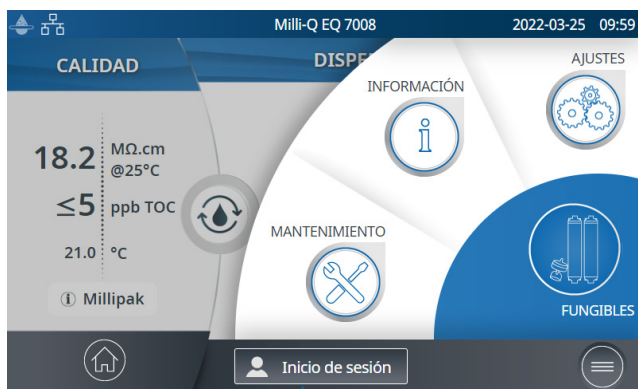 Milli-Q EQ 7008
2022-03-25 09:59
CALIDAD
DISPE
INFORMACIÓN
AJUSTES
18.2 MΩ.cm
@25°C
≤5 ppb TOC
21.0 °C
Millipak
MANTENIMIENTO
FUNGIBLES
Inicio de sesión